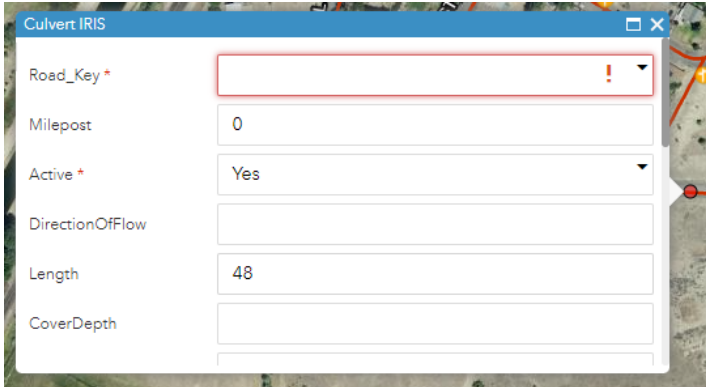 Culvert IRIS
Road_Key *
!
Milepost
0
Active *
Yes
DirectionOfFlow
Length
48
CoverDepth